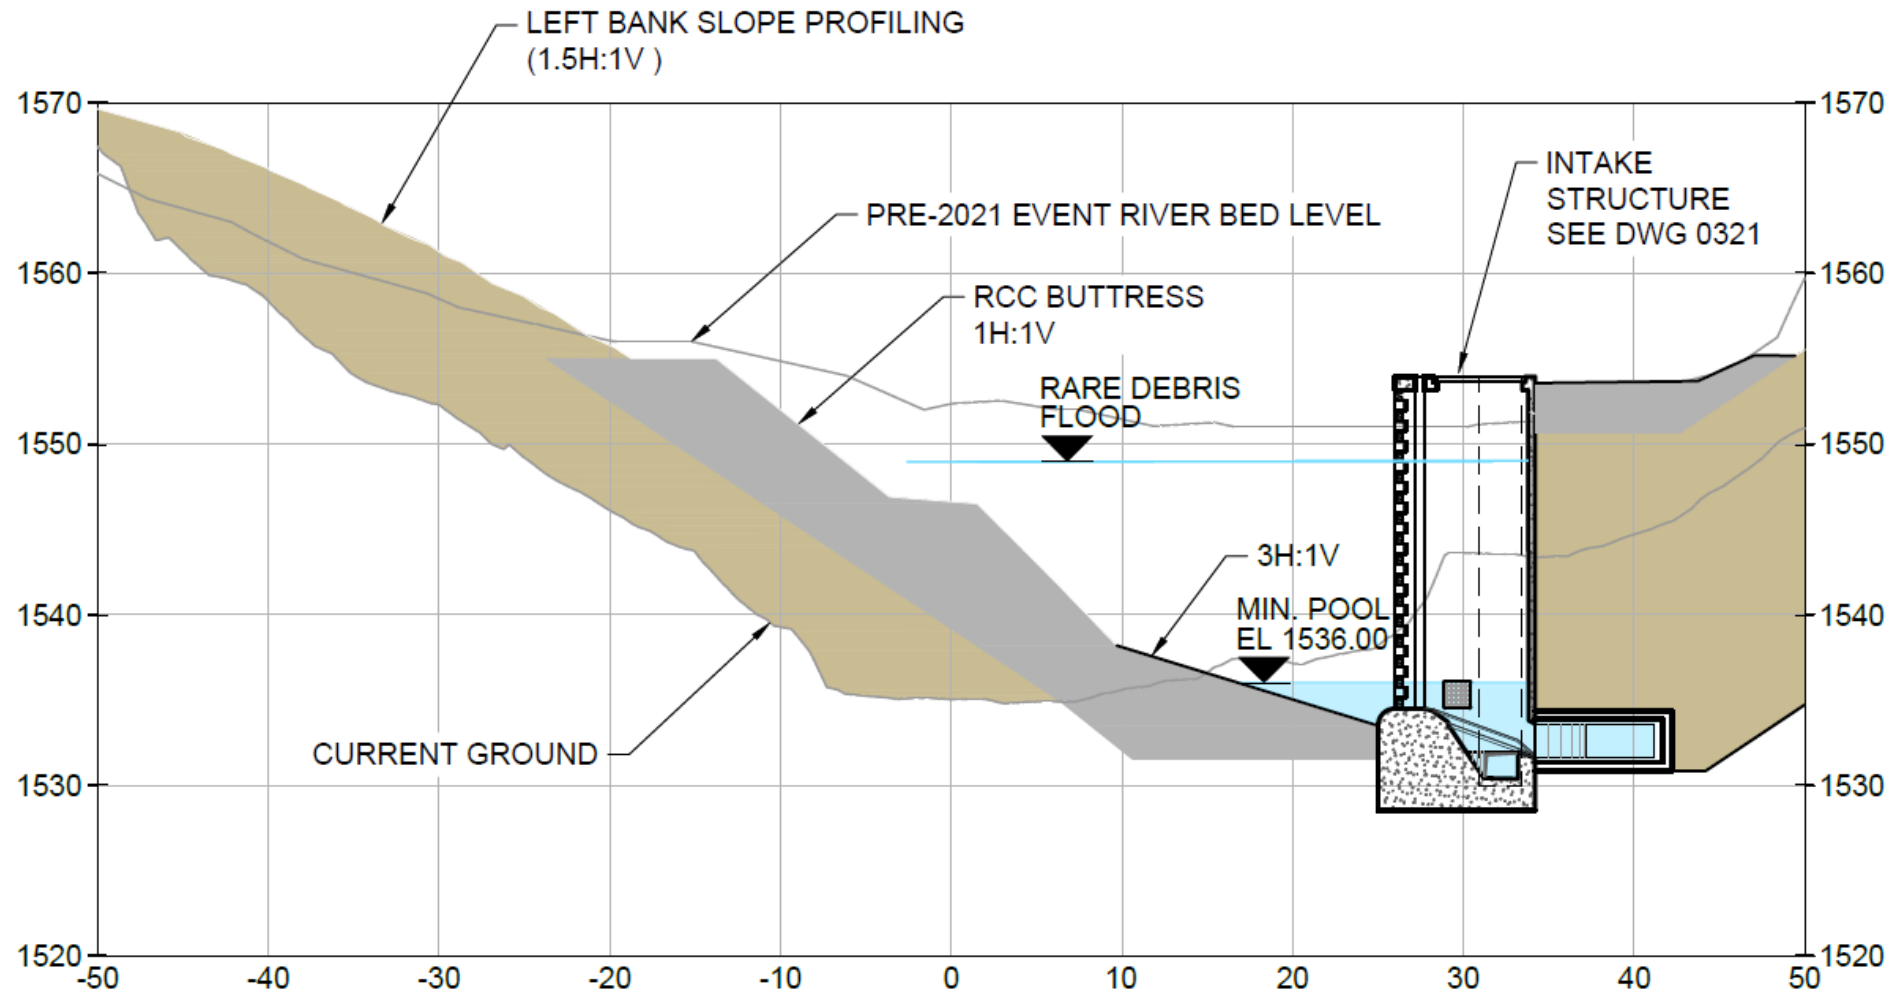 LEFT BANK SLOPE PROFILING
(1.5H:1V )
1570
1570
INTAKE
STRUCTURE
SEE DWG 0321
PRE-2021 EVENT RIVER BED LEVEL
1560
1560
RCC BUTTRESS
1H:1V
RARE DEBRIS
FLOOD
1550
1550
3H:1V
MIN. POOL
EL 1536.00
1540
1540
CURRENT GROUND
1530
1530
1520
1520
-50 -40 -30 -20 -10 0 10 20 30 40 50